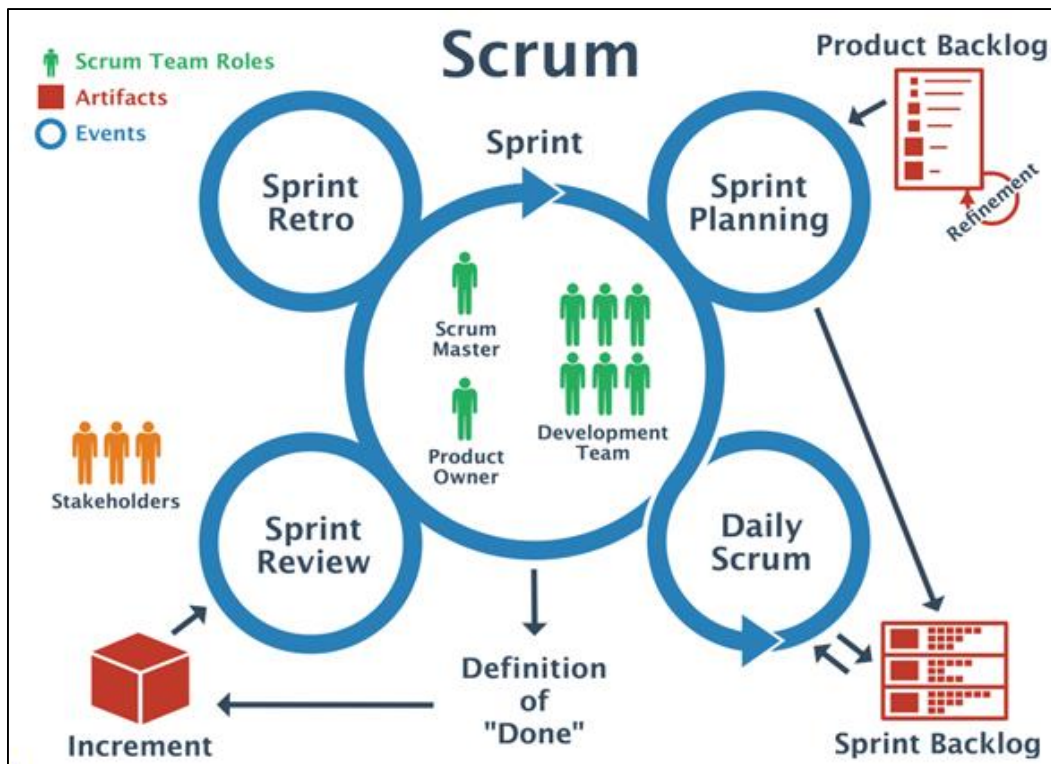 Scrum
Scrum Team Roles
Artifacts
Events
Product Backlog
Refinement
Sprint
Sprint
Retro
Sprint
Planning
Scrum
Master
Product
Owner
Development
Team
Stakeholders
Sprint
Review
Daily
Scrum
Definition
of
"Done"
Increment
Sprint Backlog